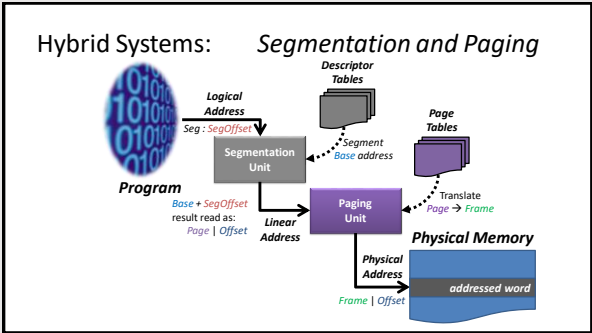 Hybrid Systems: Segmentation and Paging
Descriptor
Tables
Logical
Address
Seg : SegOffset
Page
Tables
Segment
Base address
Segmentation
Unit
Program
Translate
Page → Frame
Base + SegOffset
result read as:
Page | Offset
Linear
Address
Paging
Unit
Physical Memory
Physical
Address
addressed word
Frame | Offset